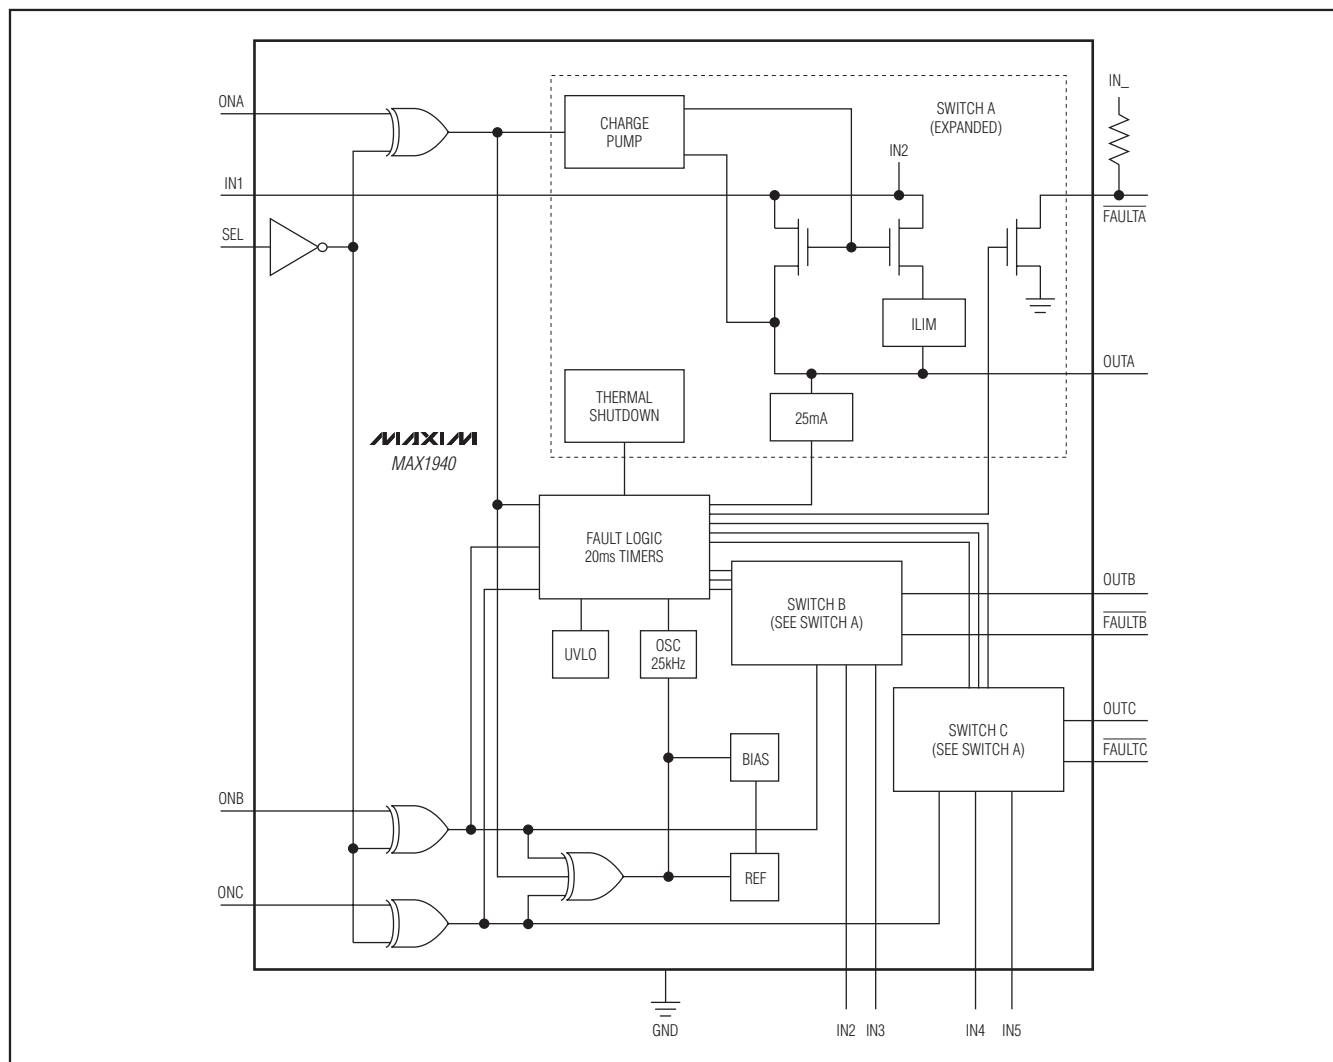 ONA
CHARGE
PUMP
SWITCH A
(EXPANDED)
IN_
IN2
IN1
FAULTA
SEL
ILIM
OUTA
THERMAL
SHUTDOWN
25mA
MAXIM
MAX1940
FAULT LOGIC
20ms TIMERS
OUTB
SWITCH B
(SEE SWITCH A)
FAULTB
UVLO
OSC
25kHz
OUTC
SWITCH C
(SEE SWITCH A)
FAULTC
BIAS
ONB
REF
ONC
GND
IN2
IN3
IN4
IN5